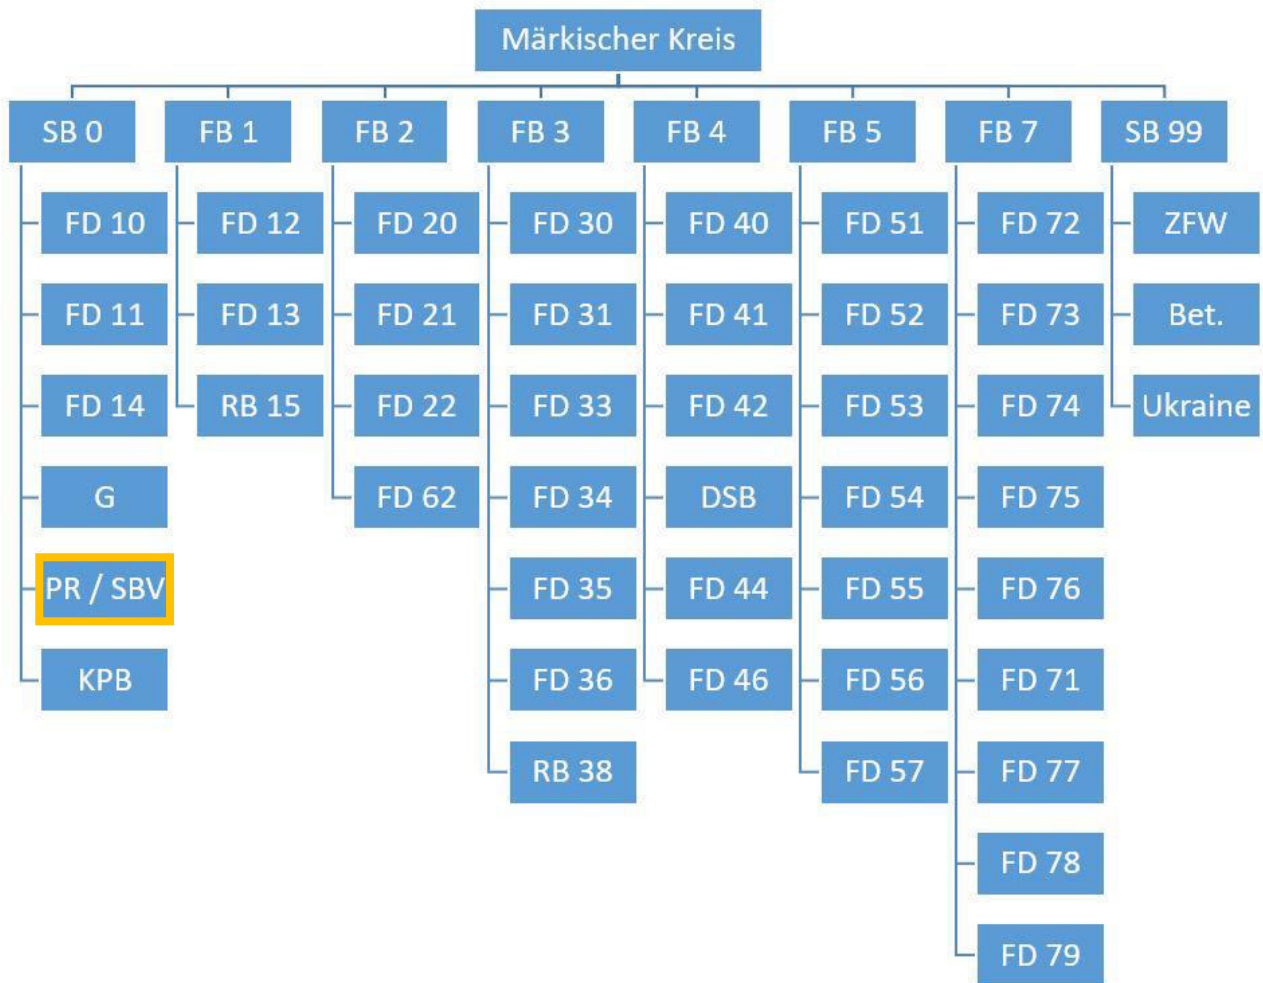 Märkischer Kreis
SB 0
FB 1
FB 2
FB 3
FB 4
FB 5
FB 7
SB 99
FD 10
FD 11
FD 14
G
PR / SBV
KPB
FD 12
FD 13
RB 15
FD 20
FD 21
FD 22
FD 62
FD 30
FD 31
FD 33
FD 34
FD 35
FD 36
RB 38
FD 40
FD 41
FD 42
DSB
FD 44
FD 46
FD 51
FD 52
FD 53
FD 54
FD 55
FD 56
FD 57
FD 72
FD 73
FD 74
FD 75
FD 76
FD 71
FD 77
FD 78
FD 79
ZFW
Bet.
Ukraine